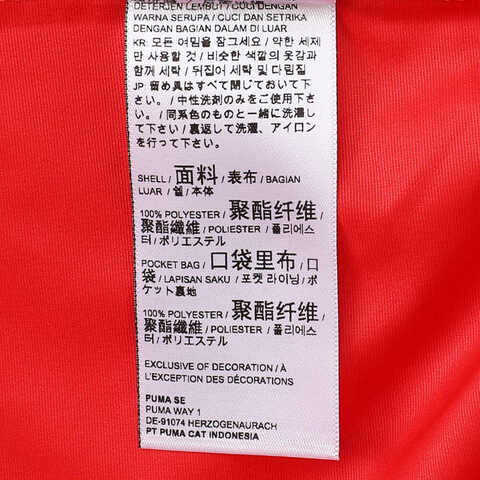 DETERJEN LEMBUT / CUCI DENGAN
WARNA SERUPA / CUCI DAN SETRIKA
DENGAN BAGIAN DALAM DI LUAR
KR: 모든 여밈을 잠그세요 / 약한 세제
만 사용할 것 / 비슷한 색깔의 옷감과
함께 세탁 / 뒤집어 세탁 및 다림질
JP: 留め具はすべて閉じておいて下さ
い。/ 中性洗剤のみをご使用下さ
い。/ 同系色のものと一緒に洗濯し
て下さい / 裏返して洗濯、アイロン
を行って下さい。
SHELL / 面料 / 表布 / BAGIAN
LUAR / 쉘 / 本体
100% POLYESTER / 聚酯纤维 /
聚酯纖維 / POLIESTER / 폴리에스
터 / ポリエステル
POCKET BAG / 口袋里布 / 口
袋 / LAPISAN SAKU / 포켓 라이닝 / ポ
ケット裏地
100% POLYESTER / 聚酯纤维 /
聚酯纖維 / POLIESTER / 폴리에스
터 / ポリエステル
EXCLUSIVE OF DECORATION / À
L'EXCEPTION DES DÉCORATIONS
PUMA SE
PUMA WAY 1
DE-91074 HERZOGENAURACH
PT PUMA CAT INDONESIA